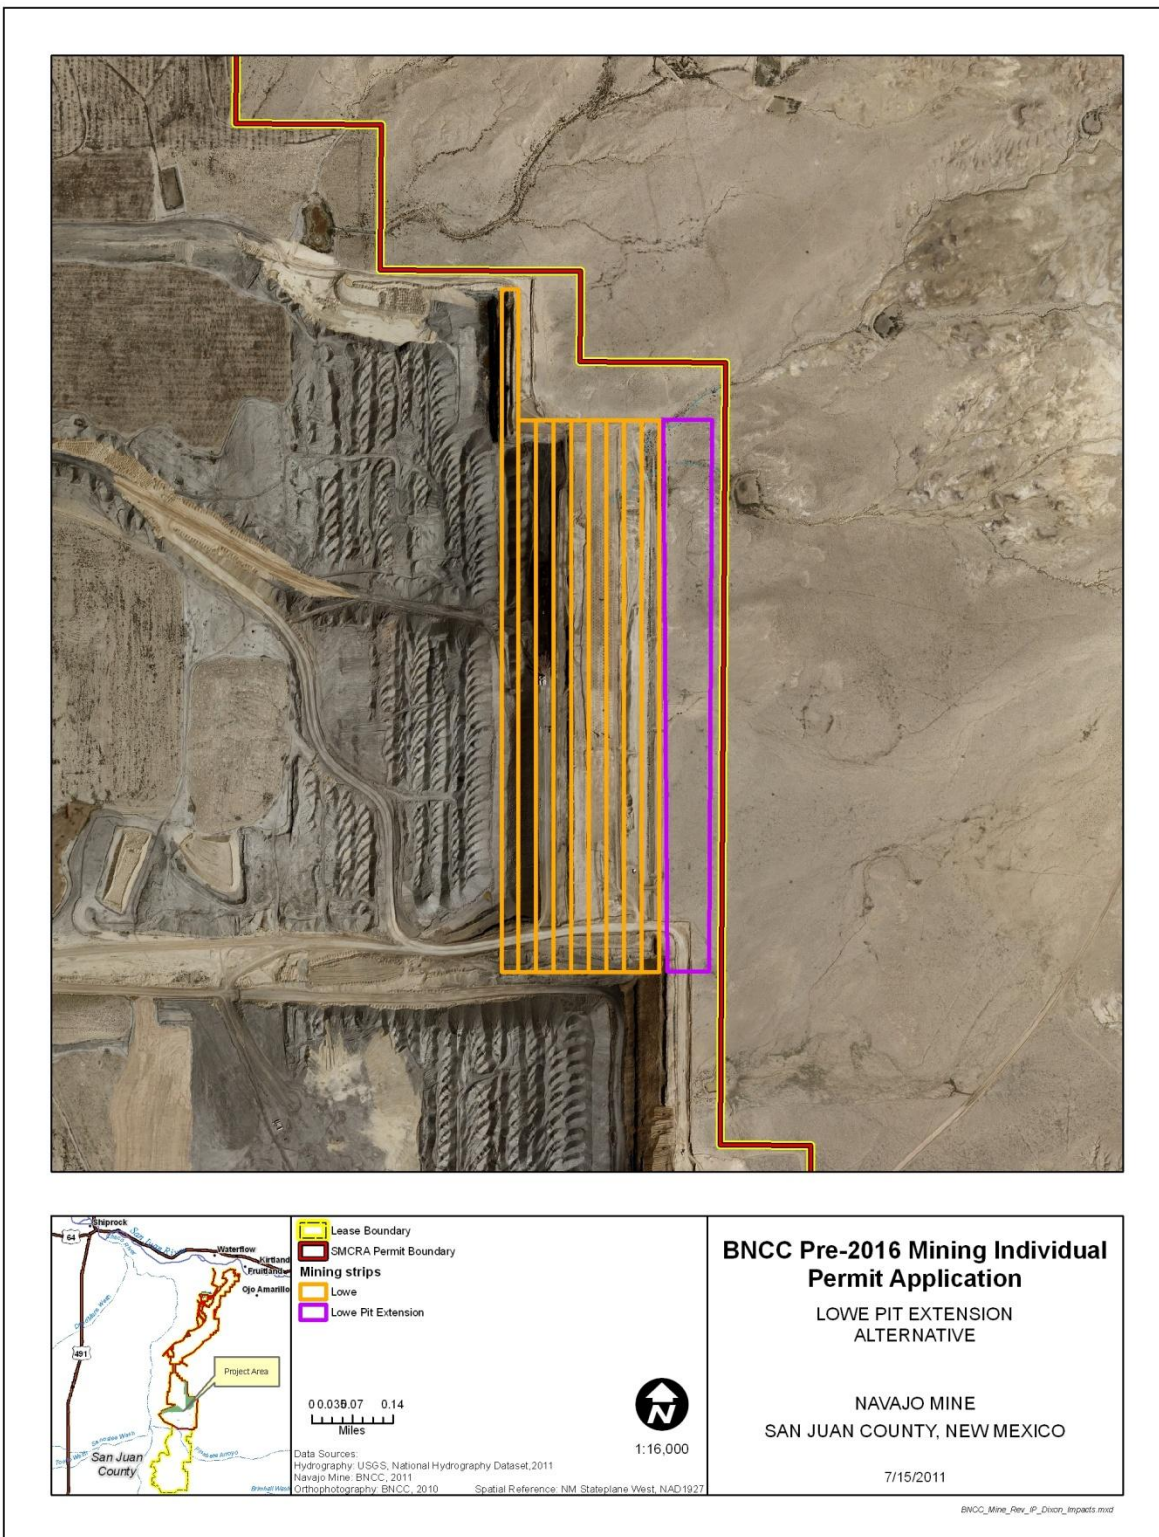 Shiprock
64
San Juan River
Waterflow
Kirtland
Fruitland
Ojo Amarillo
491
Project Area
San Juan
County
Lease Boundary
SMCRA Permit Boundary
Mining strips
Lowe
Lowe Pit Extension
0 0.035 0.07 0.14
Miles
N
1:16,000
Data Sources:
Hydrography: USGS, National Hydrography Dataset,2011
Navajo Mine: BNCC, 2011
Orthophotography: BNCC, 2010
Spatial Reference: NM Stateplane West, NAD1927
BNCC Pre-2016 Mining Individual
Permit Application
LOWE PIT EXTENSION
ALTERNATIVE
NAVAJO MINE
SAN JUAN COUNTY, NEW MEXICO
7/15/2011
BNCC_Mine_Rev_IP_Dixon_Impacts.mxd